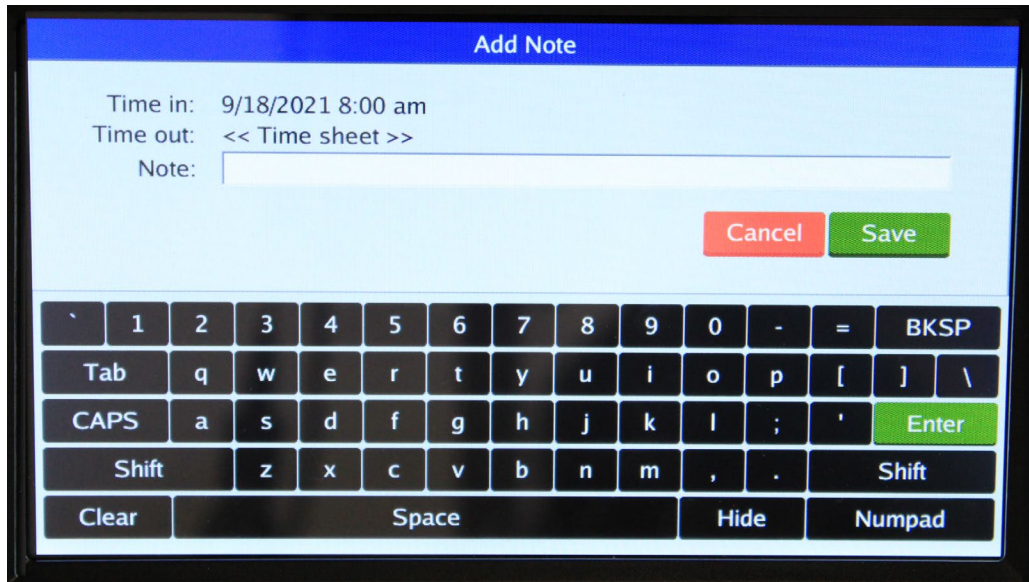 Add Note
Time in: 9/18/2021 8:00 am
Time out: << Time sheet >>
Note:
Cancel Save
` 1 2 3 4 5 6 7 8 9 0 - = BKSP
Tab q w e r t y u i o p [ ] \
CAPS a s d f g h j k l ; ' Enter
Shift z x c v b n m , . Shift
Clear Space Hide Numpad